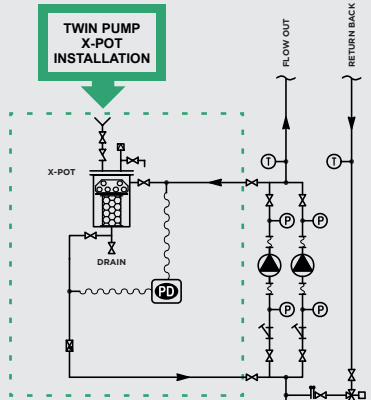 TWIN PUMP
X-POT
INSTALLATION
FLOW OUT
RETURN BACK
T
T
X-POT
P
P
DRAIN
PD
P
P